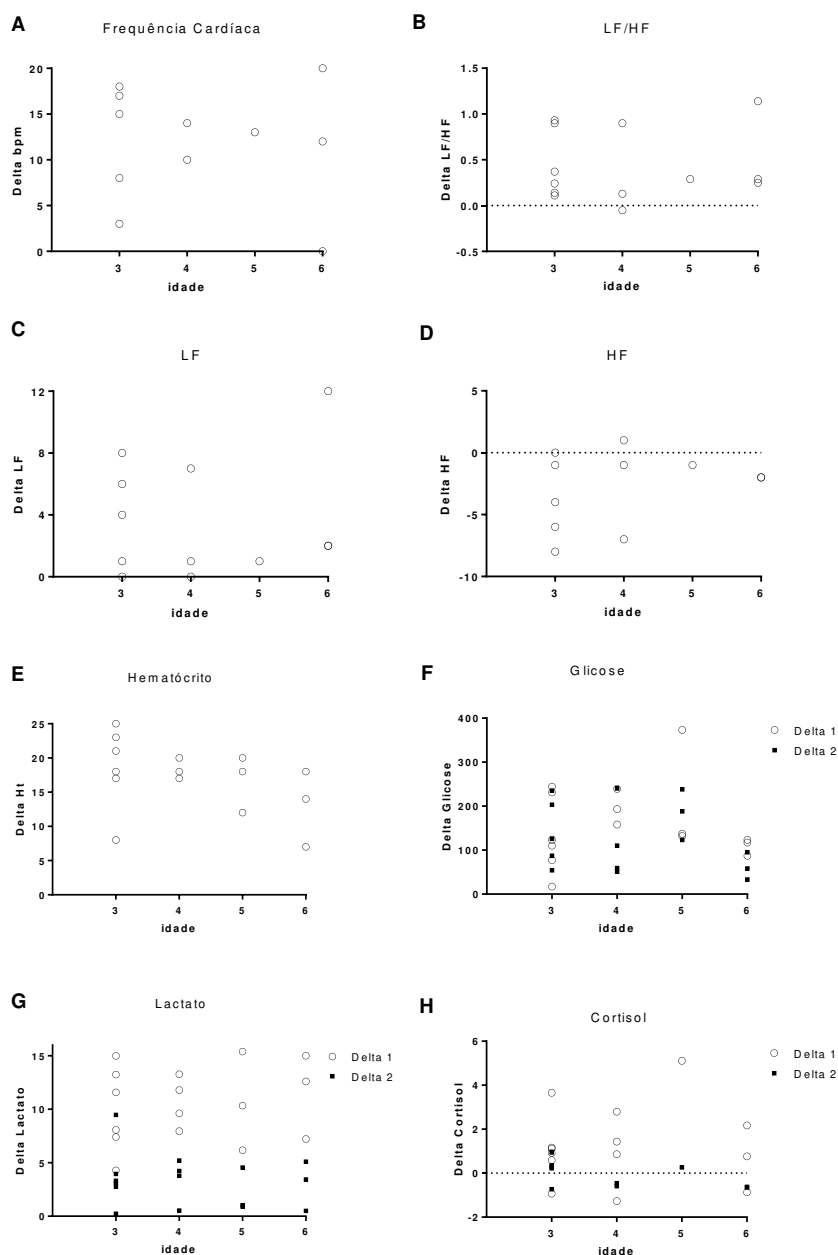 A
Frequência Cardíaca
20
15
10
5
0
Delta bpm
3 4 5 6
idade
B
LF/HF
1.5
1.0
0.5
0.0
-0.5
Delta LF/HF
3 4 5 6
idade
C
LF
12
8
4
0
Delta LF
3 4 5 6
idade
D
HF
5
0
-5
-10
Delta HF
3 4 5 6
idade
E
Hematócrito
25
20
15
10
5
0
Delta Ht
3 4 5 6
idade
F
Glicose
400
300
200
100
0
Delta Glicose
3 4 5 6
idade
Delta 1
Delta 2
G
Lactato
15
10
5
0
Delta Lactato
3 4 5 6
idade
Delta 1
Delta 2
H
Cortisol
6
4
2
0
-2
Delta Cortisol
3 4 5 6
idade
Delta 1
Delta 2